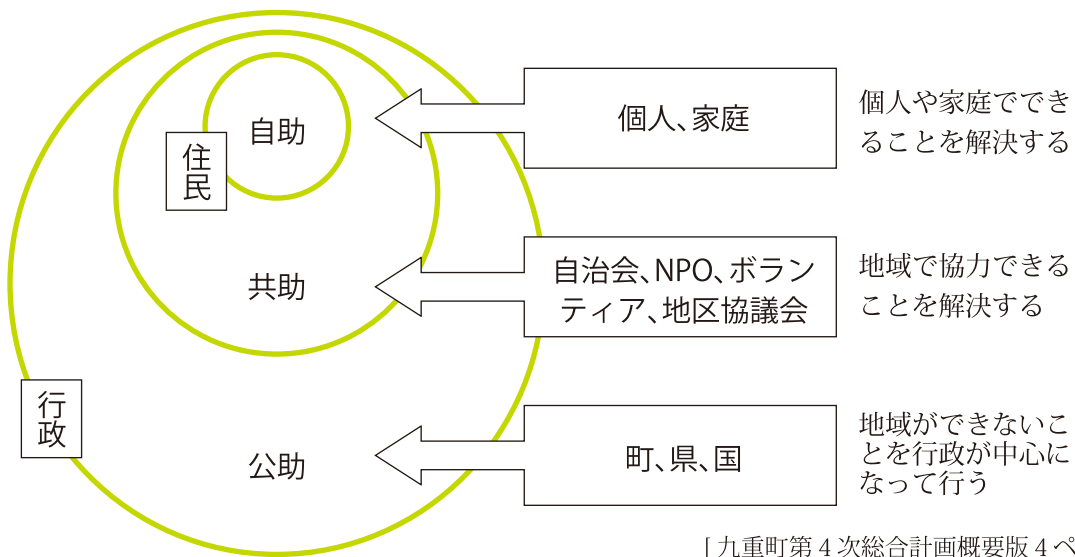 自助
住民
個人、家庭
個人や家庭ででき
ることを解決する
共助
自治会、NPO、ボラン
ティア、地区協議会
地域で協力できる
ことを解決する
行政
公助
町、県、国
地域ができないこ
とを行政が中心に
なって行う
[ 九重町第 4 次総合計画概要版 4 ペ